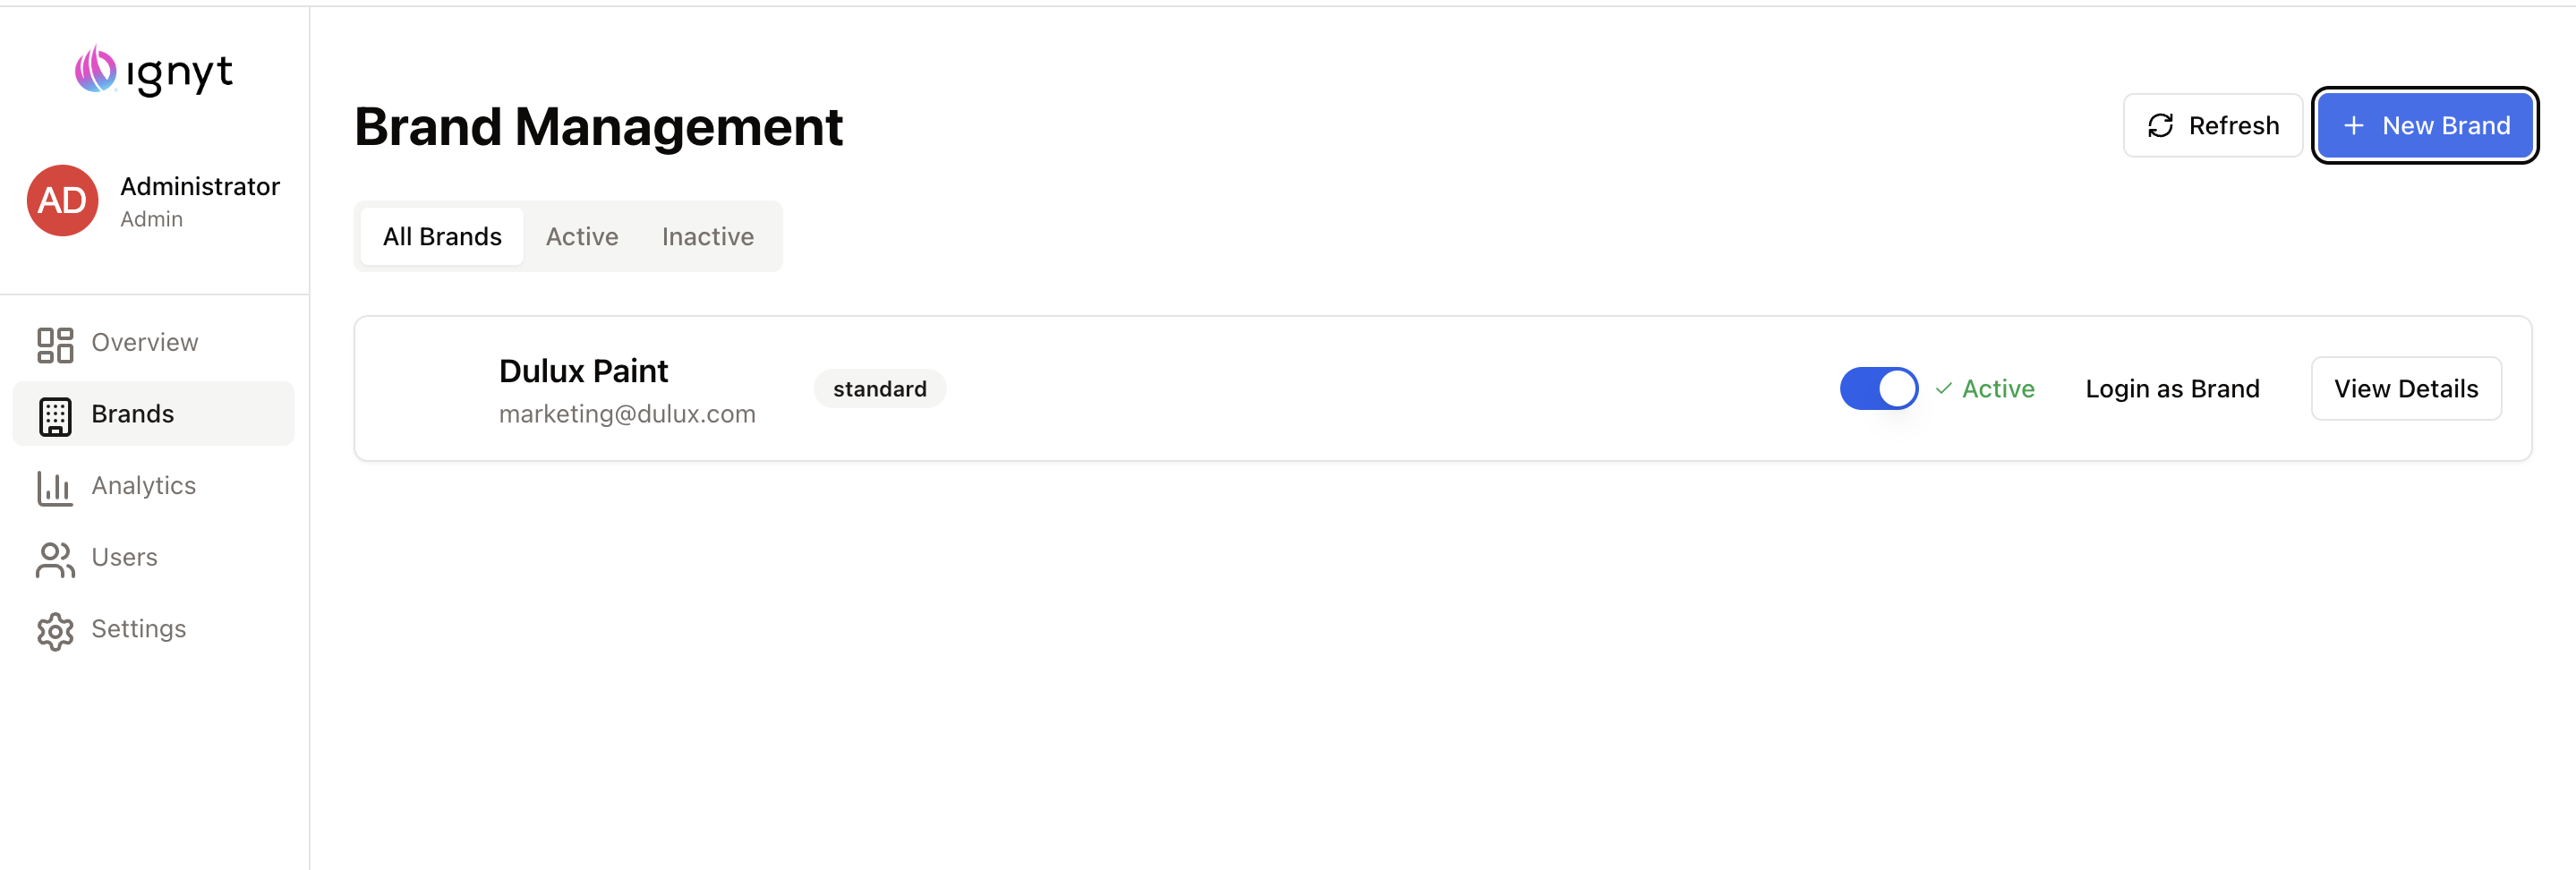 ignyt
AD
Administrator
Admin
Overview
Brands
Analytics
Users
Settings
Brand Management
Refresh
+ New Brand
All Brands Active Inactive
Dulux Paint
marketing@dulux.com
standard
Active
Login as Brand
View Details